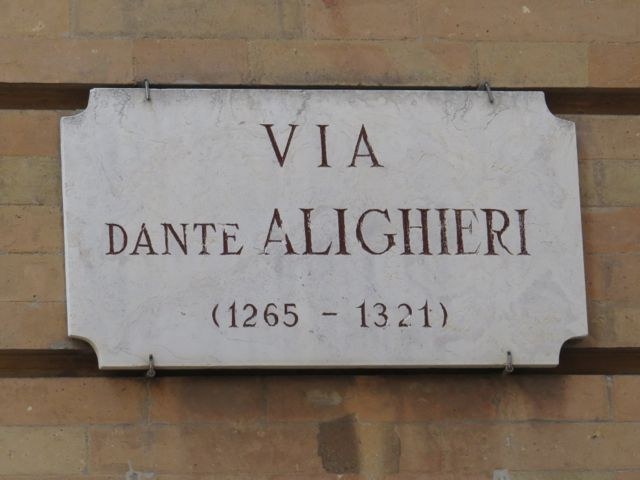 VIA
DANTE ALIGHIERI
(1265 - 1321)